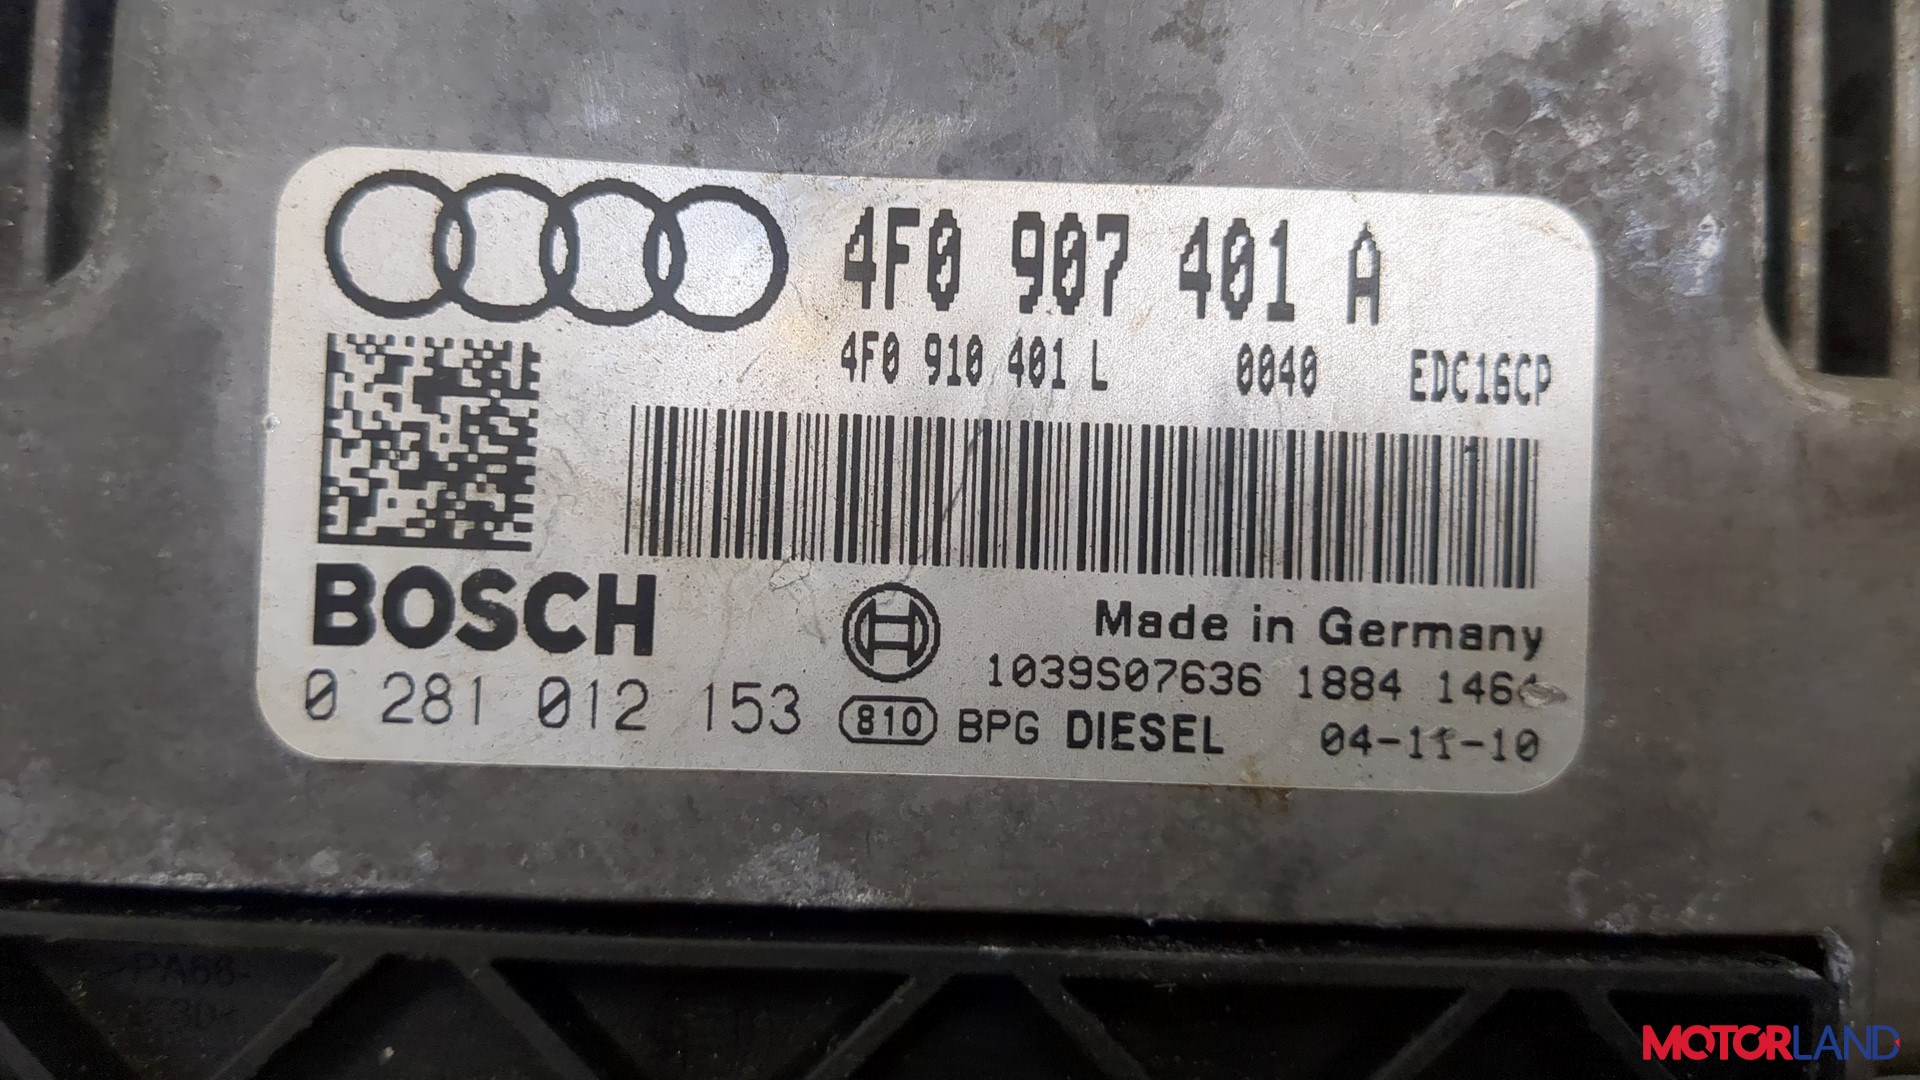 4F0 907 401 A
4F0 910 401 L 0040 EDC16CP
BOSCH
Made in Germany
1039S07636 1884
0 281 012 153
810 BPG DIESEL 04-11-10
MOTORLAND